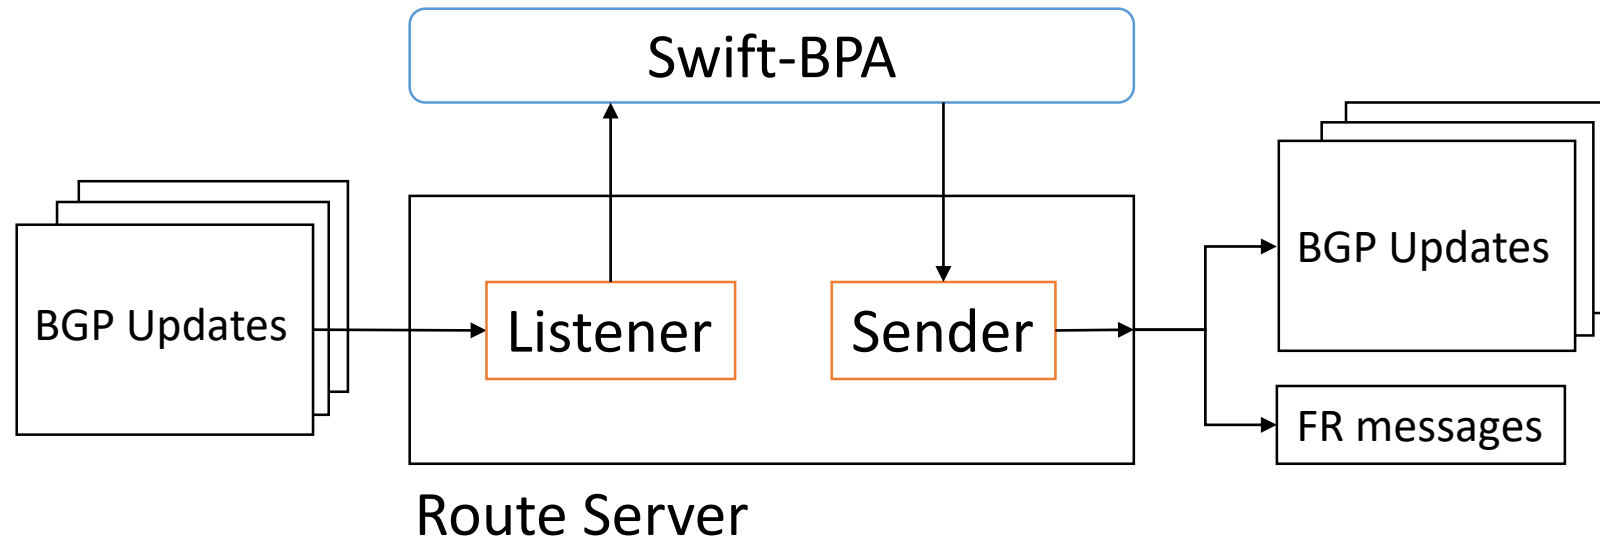 Swift-BPA
BGP Updates
Listener
Sender
BGP Updates
FR messages
Route Server